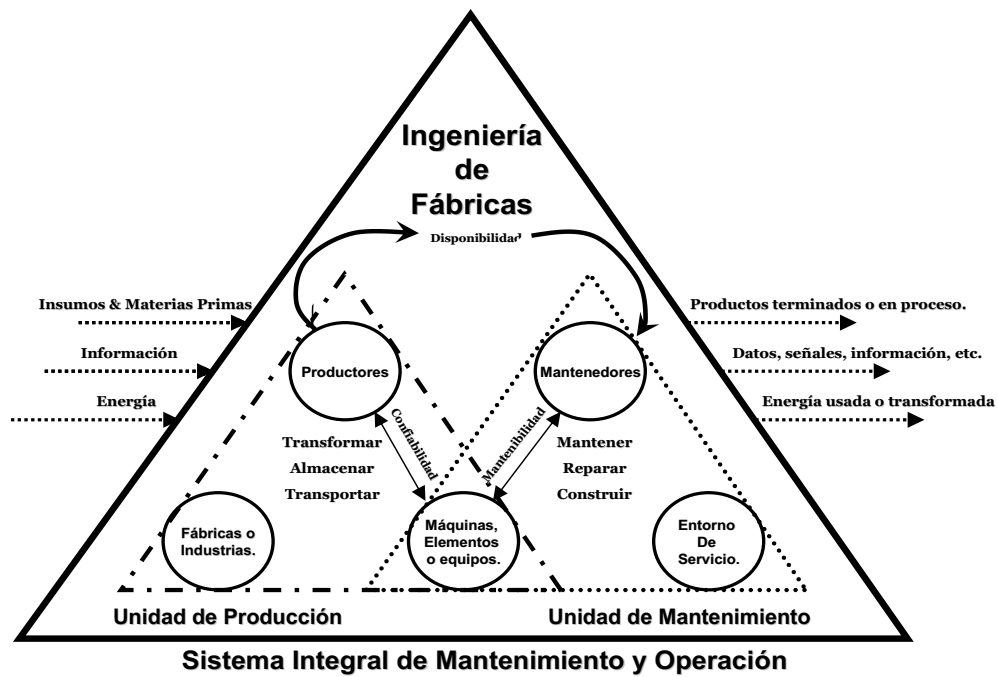 Ingeniería
de
Fábricas
Disponibilidad
Insumos & Materias Primas
Información
Energía
Productos terminados o en proceso.
Datos, señales, información, etc.
Energía usada o transformada
Productores
Mantenedores
Confiabilidad
Mantenibilidad
Transformar
Almacenar
Transportar
Mantener
Reparar
Construir
Fábricas o
Industrias.
Máquinas,
Elementos
o equipos.
Entorno
De
Servicio.
Unidad de Producción
Unidad de Mantenimiento
Sistema Integral de Mantenimiento y Operación